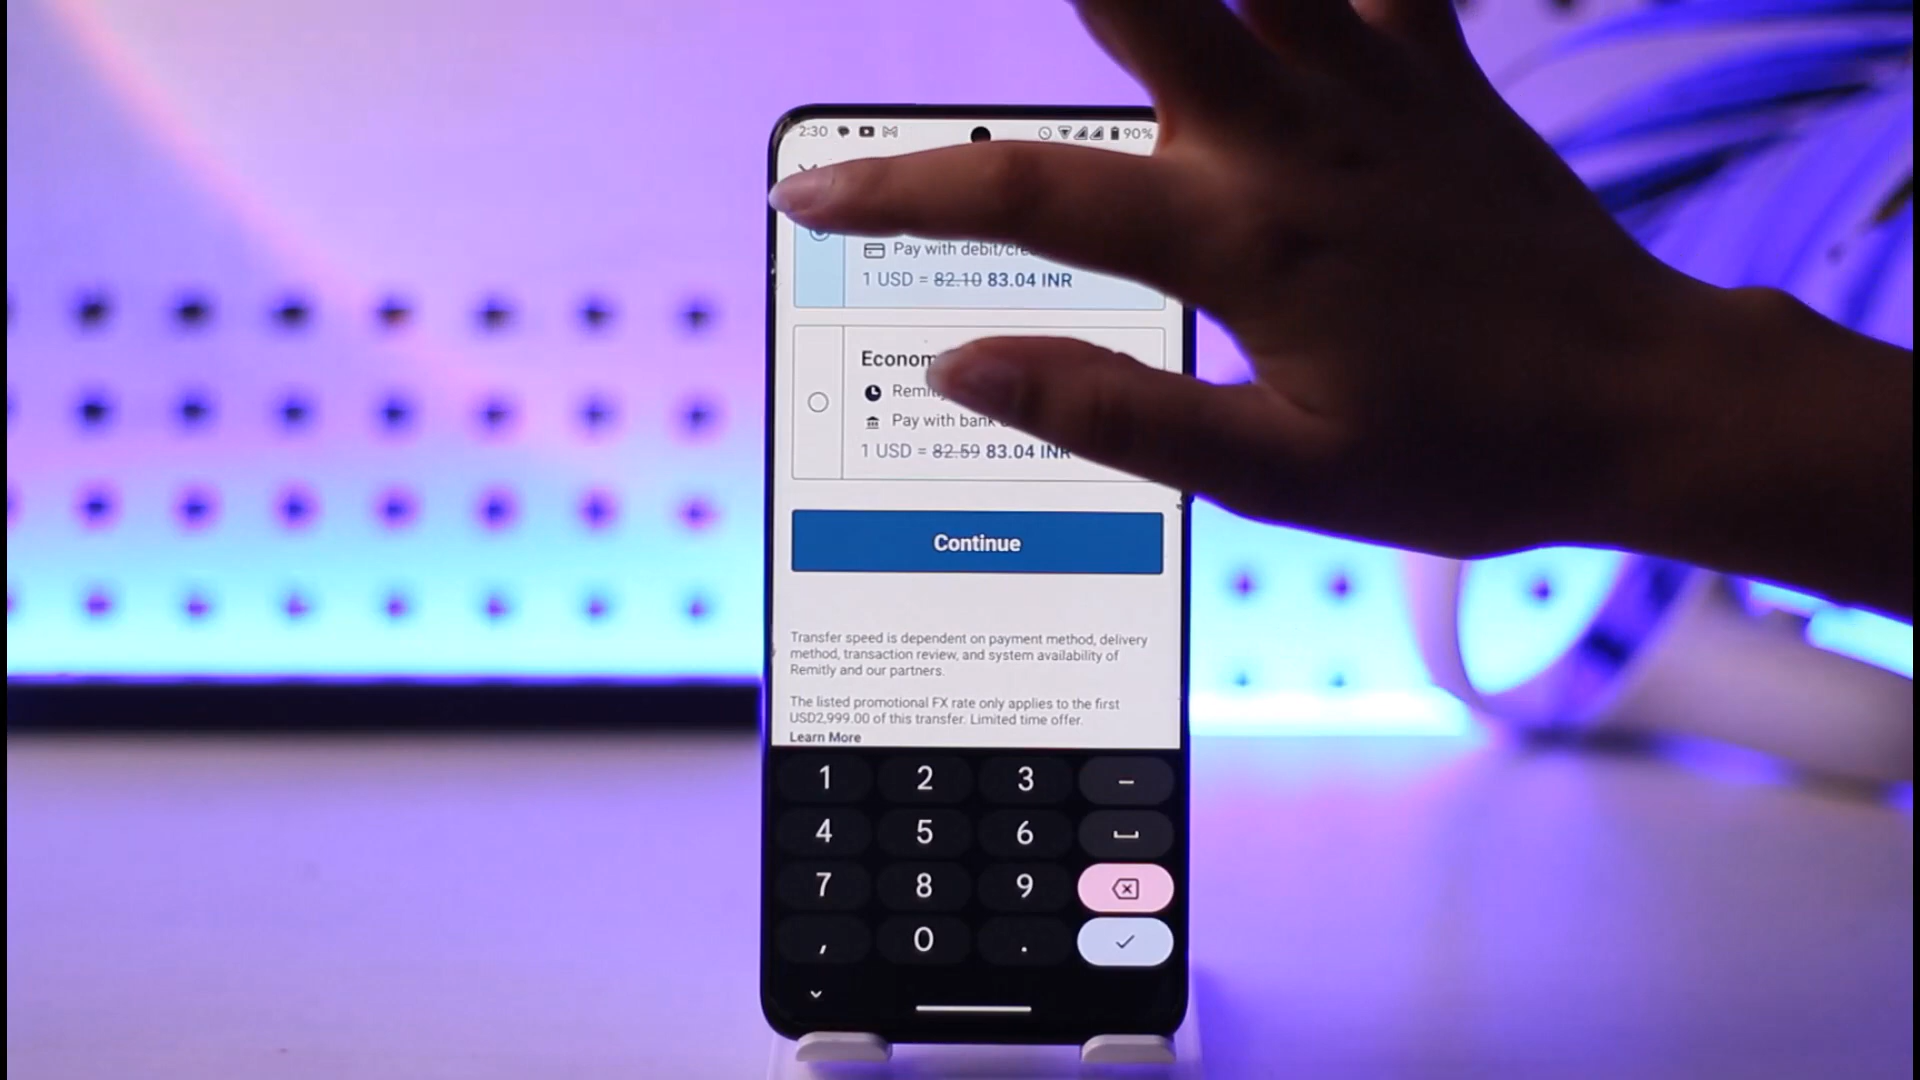 2:30 90%
Pay with debit/cre
1 USD = 82.10 83.04 INR
Econom
Remitly
Pay with bank
1 USD = 82.59 83.04 INR
Continue
Transfer speed is dependent on payment method, delivery
method, transaction review, and system availability of
Remitly and our partners.
The listed promotional FX rate only applies to the first
USD2,999.00 of this transfer. Limited time offer.
Learn More
1 2 3 –
4 5 6
7 8 9
, 0 .